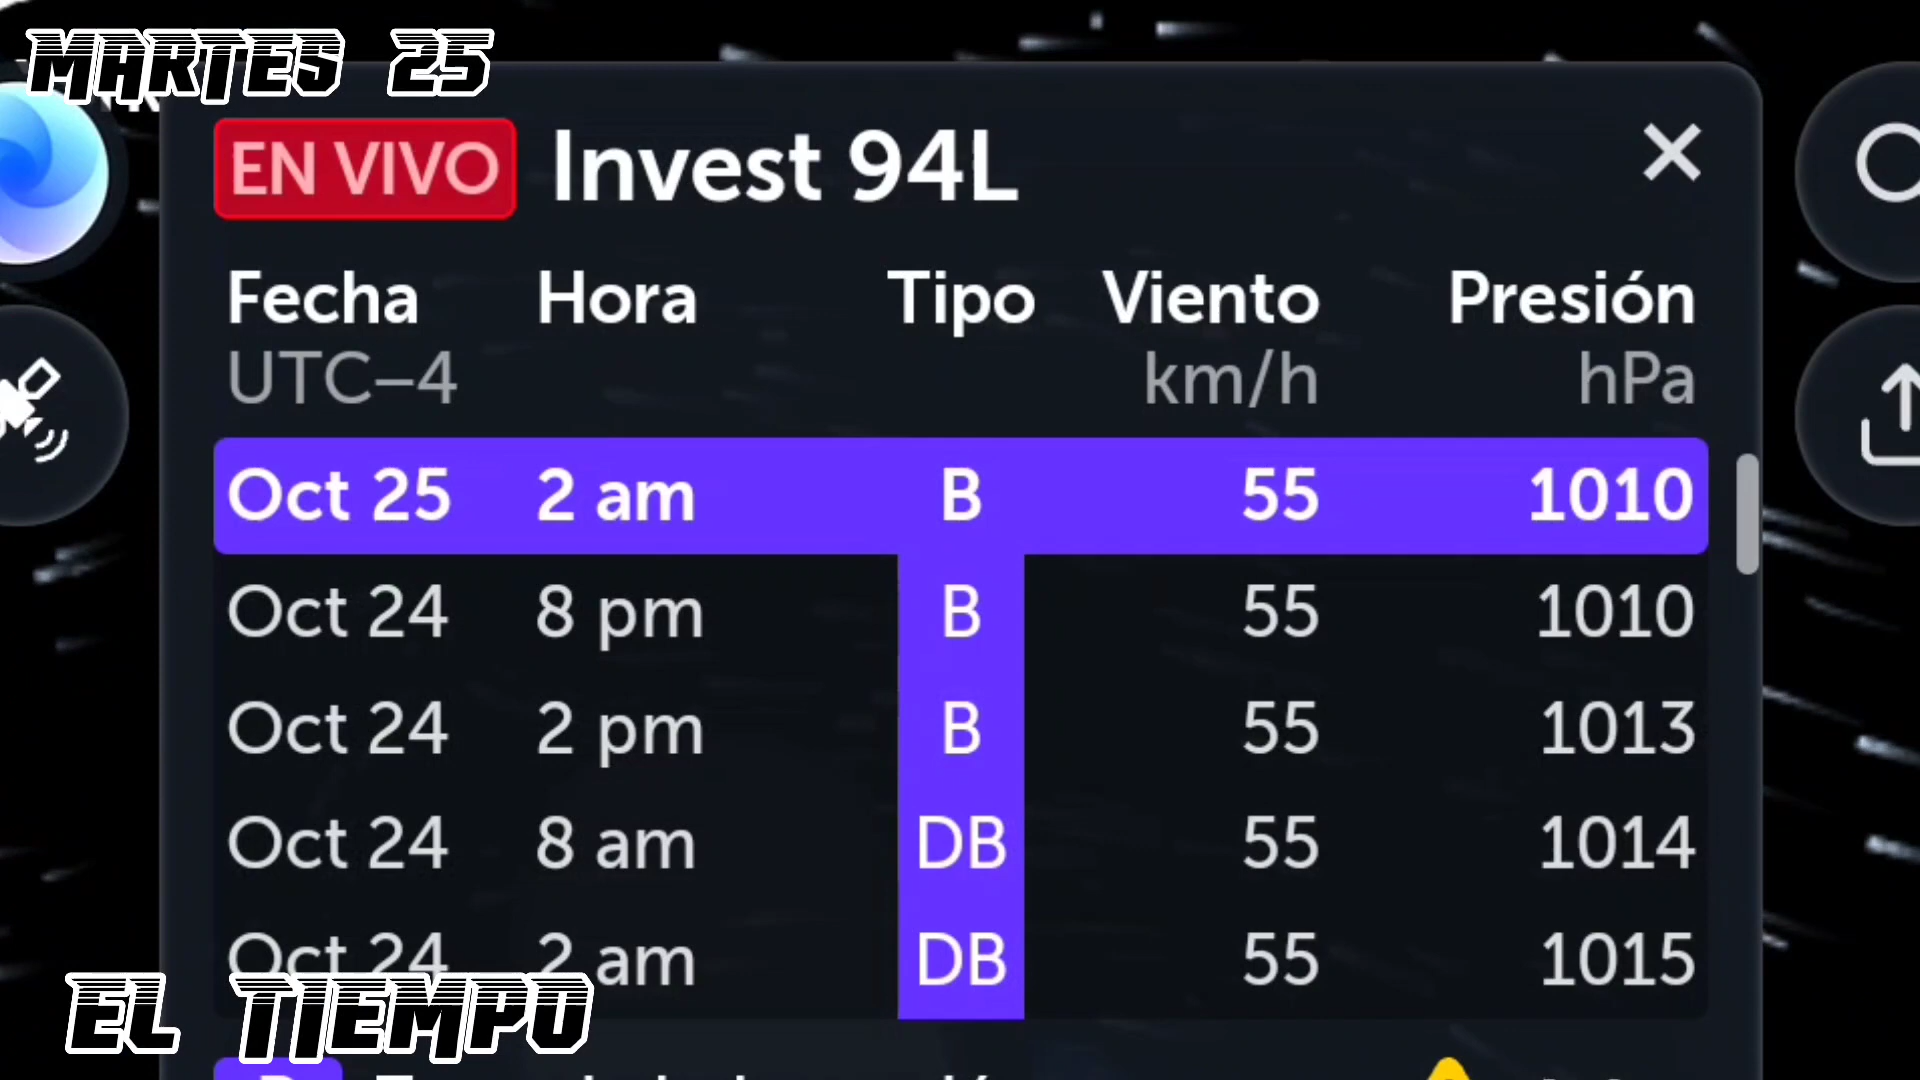 MARTES 25
EN VIVO Invest 94L
Fecha Hora Tipo Viento Presión
UTC–4 km/h hPa
Oct 25 2 am B 55 1010
Oct 24 8 pm B 55 1010
Oct 24 2 pm B 55 1013
Oct 24 8 am DB 55 1014
Oct 24 2 am DB 55 1015
EL TIEMPO